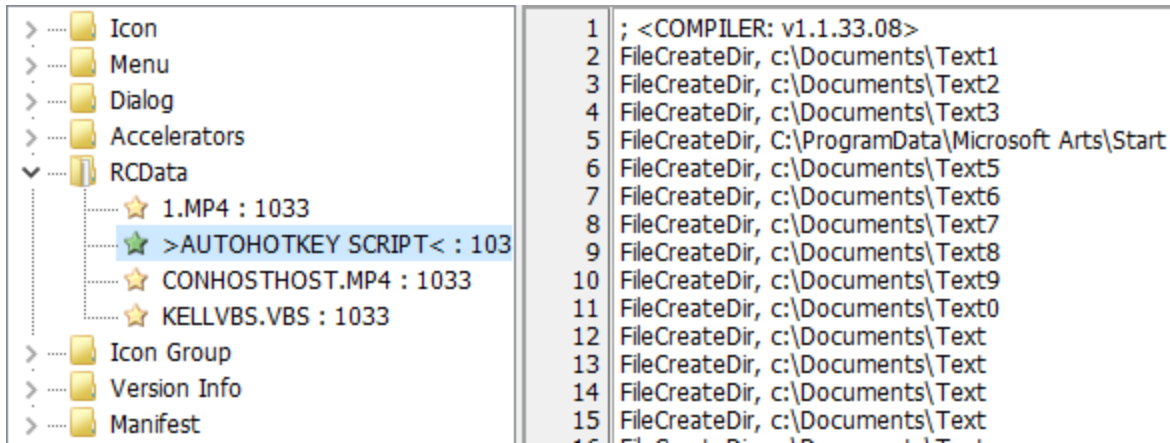 Icon
Menu
Dialog
Accelerators
RCData
1.MP4 : 1033
>AUTOHOTKEY SCRIPT< : 103
CONHOSTHOST.MP4 : 1033
KELLVBS.VBS : 1033
Icon Group
Version Info
Manifest
1 ; <COMPILER: v1.1.33.08>
2 FileCreateDir, c:\Documents\Text1
3 FileCreateDir, c:\Documents\Text2
4 FileCreateDir, c:\Documents\Text3
5 FileCreateDir, C:\ProgramData\Microsoft Arts\Start
6 FileCreateDir, c:\Documents\Text5
7 FileCreateDir, c:\Documents\Text6
8 FileCreateDir, c:\Documents\Text7
9 FileCreateDir, c:\Documents\Text8
10 FileCreateDir, c:\Documents\Text9
11 FileCreateDir, c:\Documents\Text0
12 FileCreateDir, c:\Documents\Text
13 FileCreateDir, c:\Documents\Text
14 FileCreateDir, c:\Documents\Text
15 FileCreateDir, c:\Documents\Text